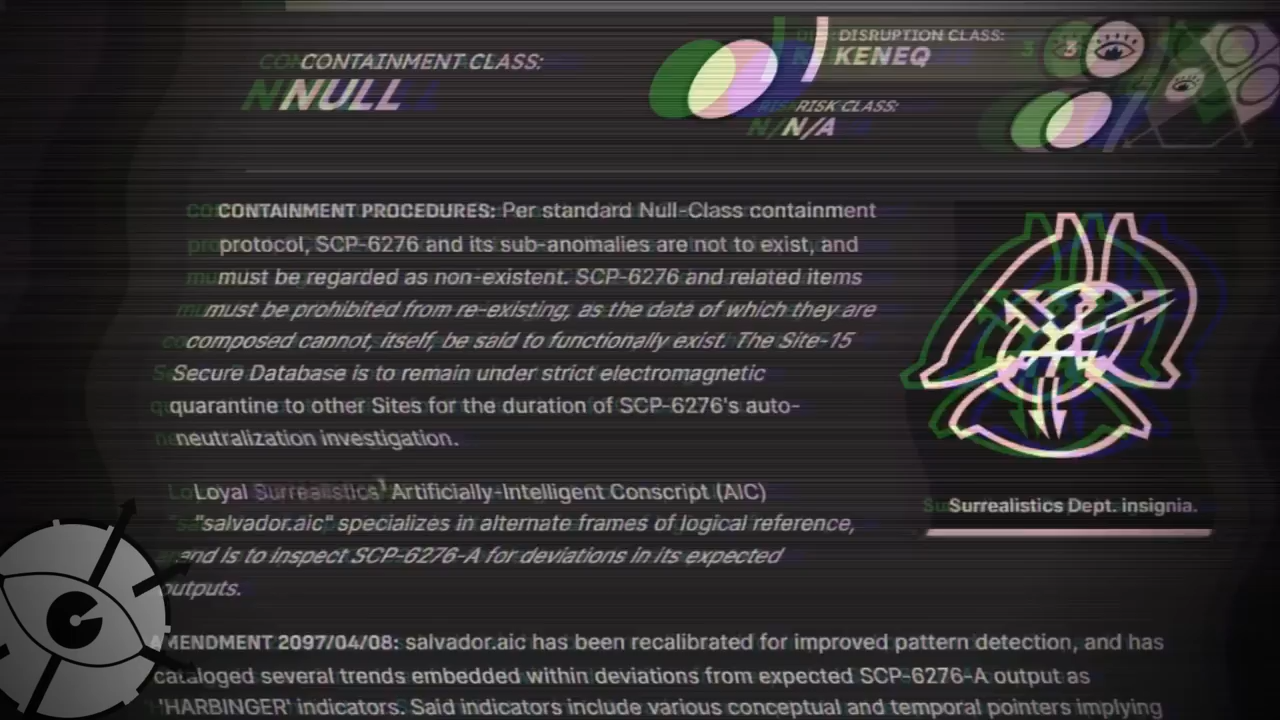 CONTAINMENT CLASS:
NULL
DISRUPTION CLASS:
KENEQ
RISK CLASS:
N/A
3
CONTAINMENT PROCEDURES: Per standard Null-Class containment
protocol, SCP-6276 and its sub-anomalies are not to exist, and
must be regarded as non-existent. SCP-6276 and related items
must be prohibited from re-existing, as the data of which they are
composed cannot, itself, be said to functionally exist. The Site-15
Secure Database is to remain under strict electromagnetic
quarantine to other Sites for the duration of SCP-6276's auto-
neutralization investigation.
Loyal Surrealistics¹ Artificially-Intelligent Conscript (AIC)
"salvador.aic" specializes in alternate frames of logical reference,
and is to inspect SCP-6276-A for deviations in its expected
outputs.
Surrealistics Dept. insignia.
AMENDMENT 2097/04/08: salvador.aic has been recalibrated for improved pattern detection, and has
cataloged several trends embedded within deviations from expected SCP-6276-A output as
'HARBINGER' indicators. Said indicators include various conceptual and temporal pointers implying